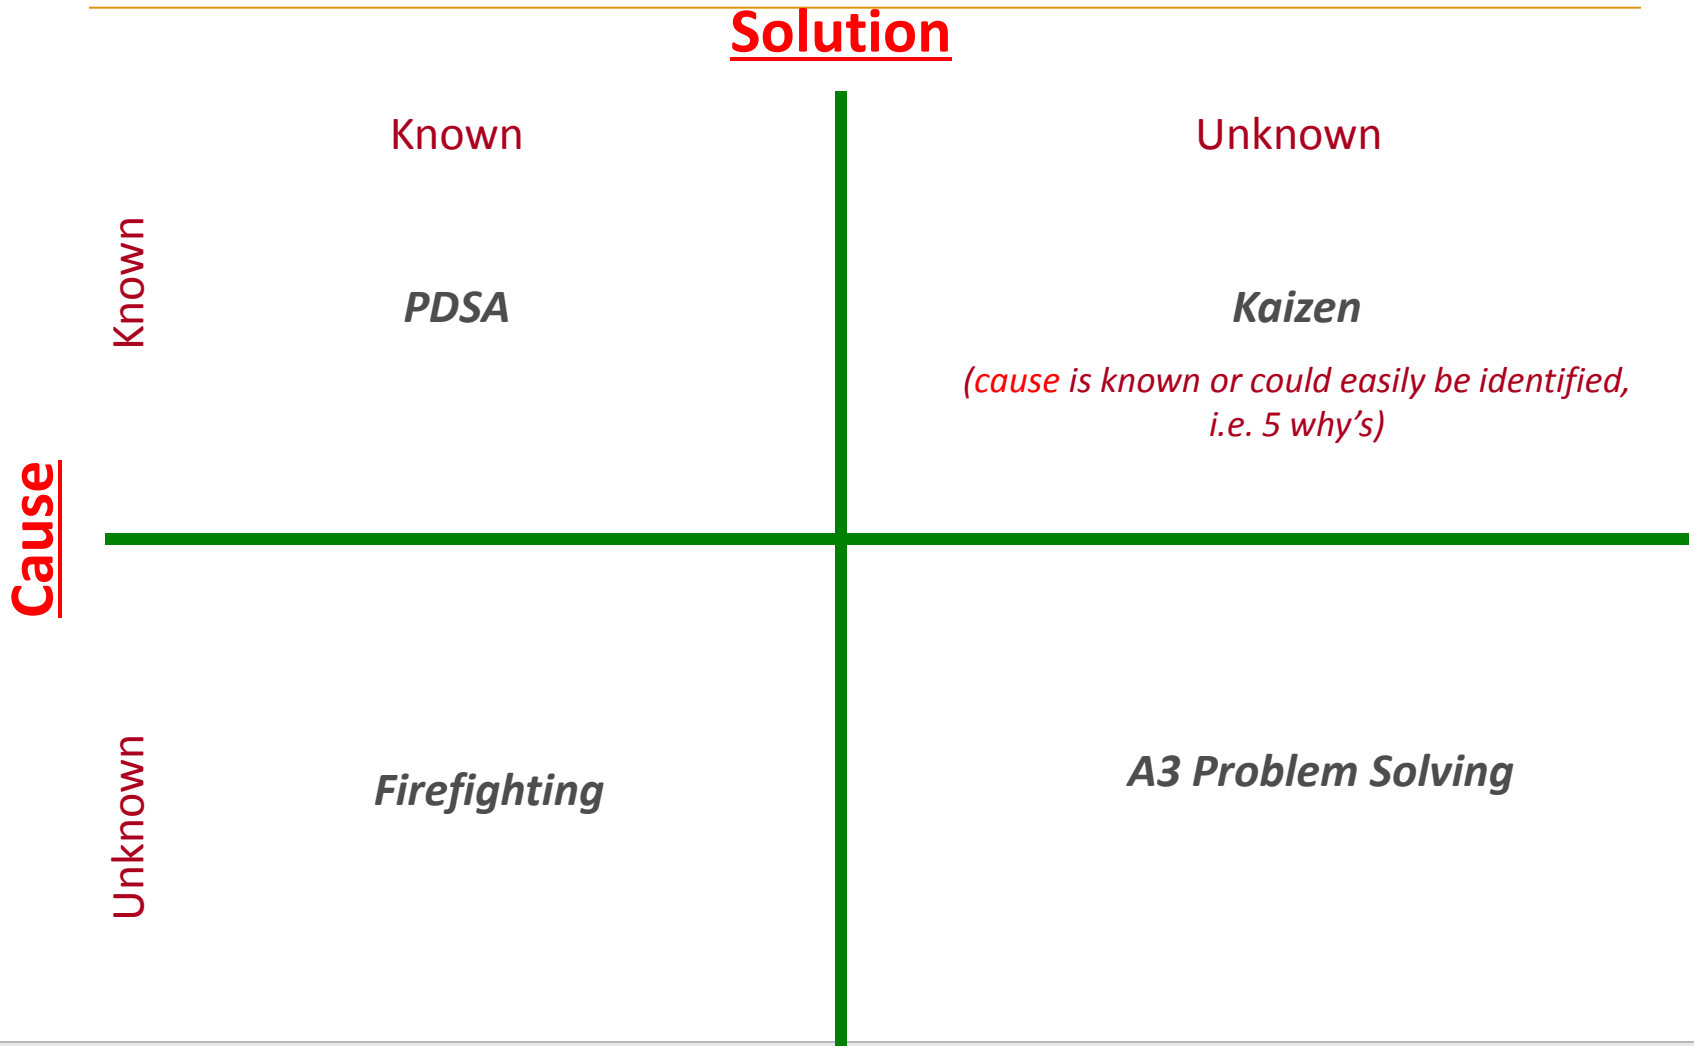 Solution
Known
Unknown
Known
PDSA
Kaizen
(cause is known or could easily be identified,
i.e. 5 why’s)
Cause
Unknown
Firefighting
A3 Problem Solving